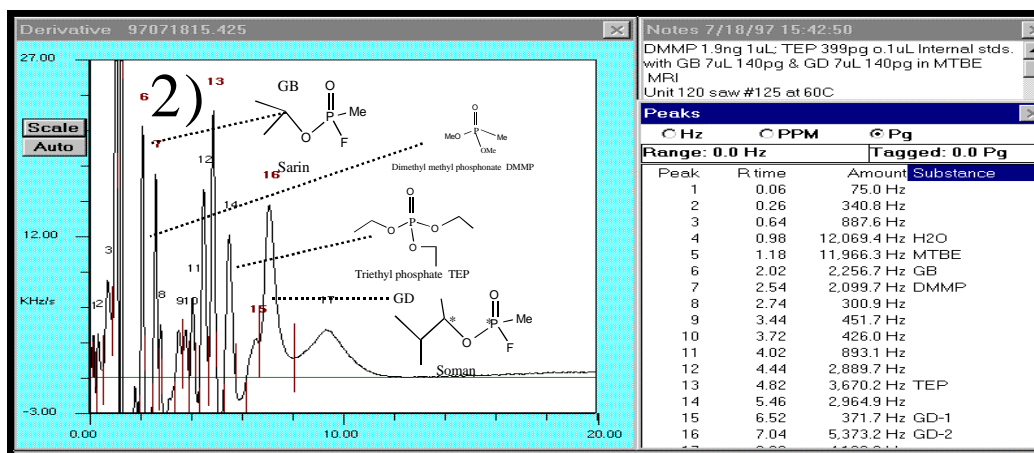 Derivative 97071815.425
27.00
12.00
KHz/s
-3.00
0.00
10.00
20.00
Scale
Auto
2)
6
7
13
12
3
2
8
910
11
14
15
16
GB
O
P
Me
O
F
Sarin
O
MeO
P
Me
OMe
Dimethyl methyl phosphonate DMMP
O
O
P
O
O
Triethyl phosphate TEP
GD
*
O
*P
Me
O
F
Soman
Notes 7/18/97 15:42:50
DMMP 1.9ng 1uL; TEP 399pg o.1uL Internal stds.
with GB 7uL 140pg & GD 7uL 140pg in MTBE
MRI
Unit 120 saw #125 at 60C
Peaks
Hz PPM Pg
Range: 0.0 Hz Tagged: 0.0 Pg
Peak R time Amount Substance
1 0.06 75.0 Hz
2 0.26 340.8 Hz
3 0.64 887.6 Hz
4 0.98 12,069.4 Hz H2O
5 1.18 11,966.3 Hz MTBE
6 2.02 2,256.7 Hz GB
7 2.54 2,099.7 Hz DMMP
8 2.74 300.9 Hz
9 3.44 451.7 Hz
10 3.72 426.0 Hz
11 4.02 893.1 Hz
12 4.44 2,889.7 Hz
13 4.82 3,670.2 Hz TEP
14 5.46 2,964.9 Hz
15 6.52 371.7 Hz GD-1
16 7.04 5,373.2 Hz GD-2